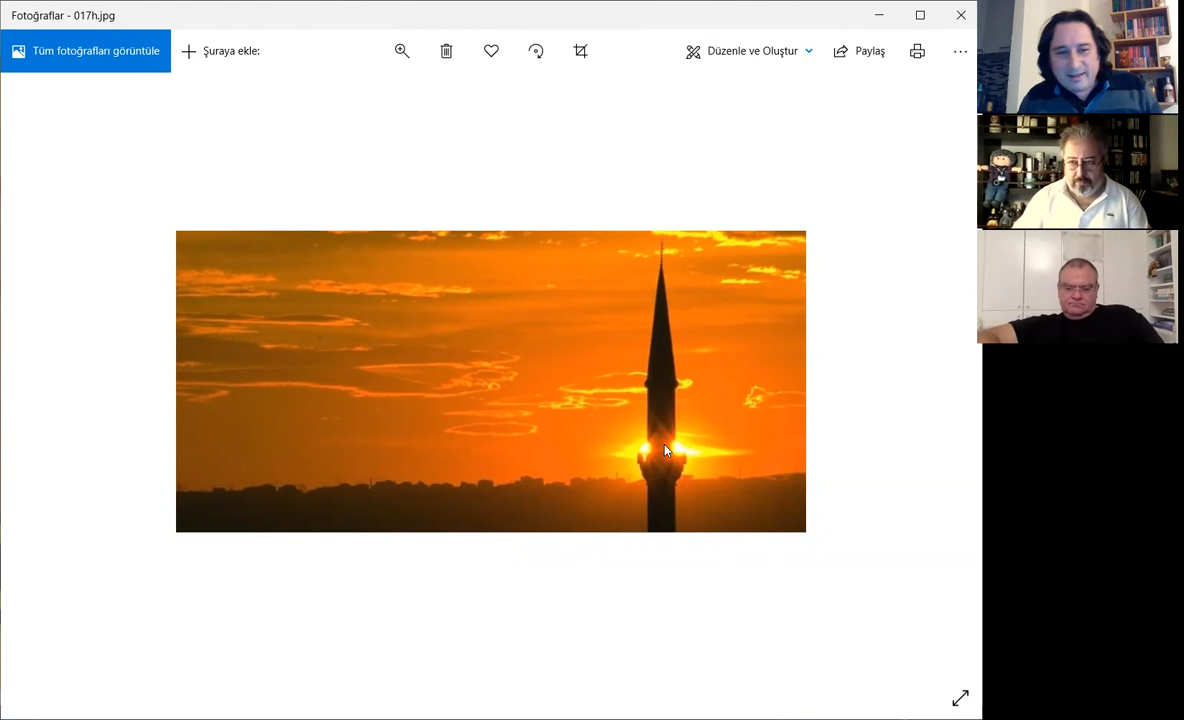 Fotoğraflar - 017h.jpg
Tüm fotoğrafları görüntüle
Şuraya ekle:
Düzenle ve Oluştur
Paylaş